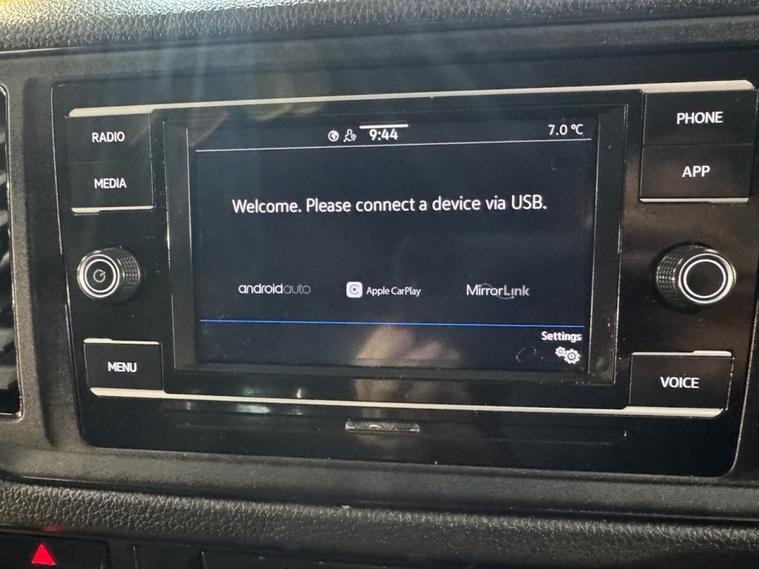 RADIO
MEDIA
MENU
9:44
7.0 °C
Welcome. Please connect a device via USB.
androidauto
Apple CarPlay
MirrorLink
Settings
PHONE
APP
VOICE